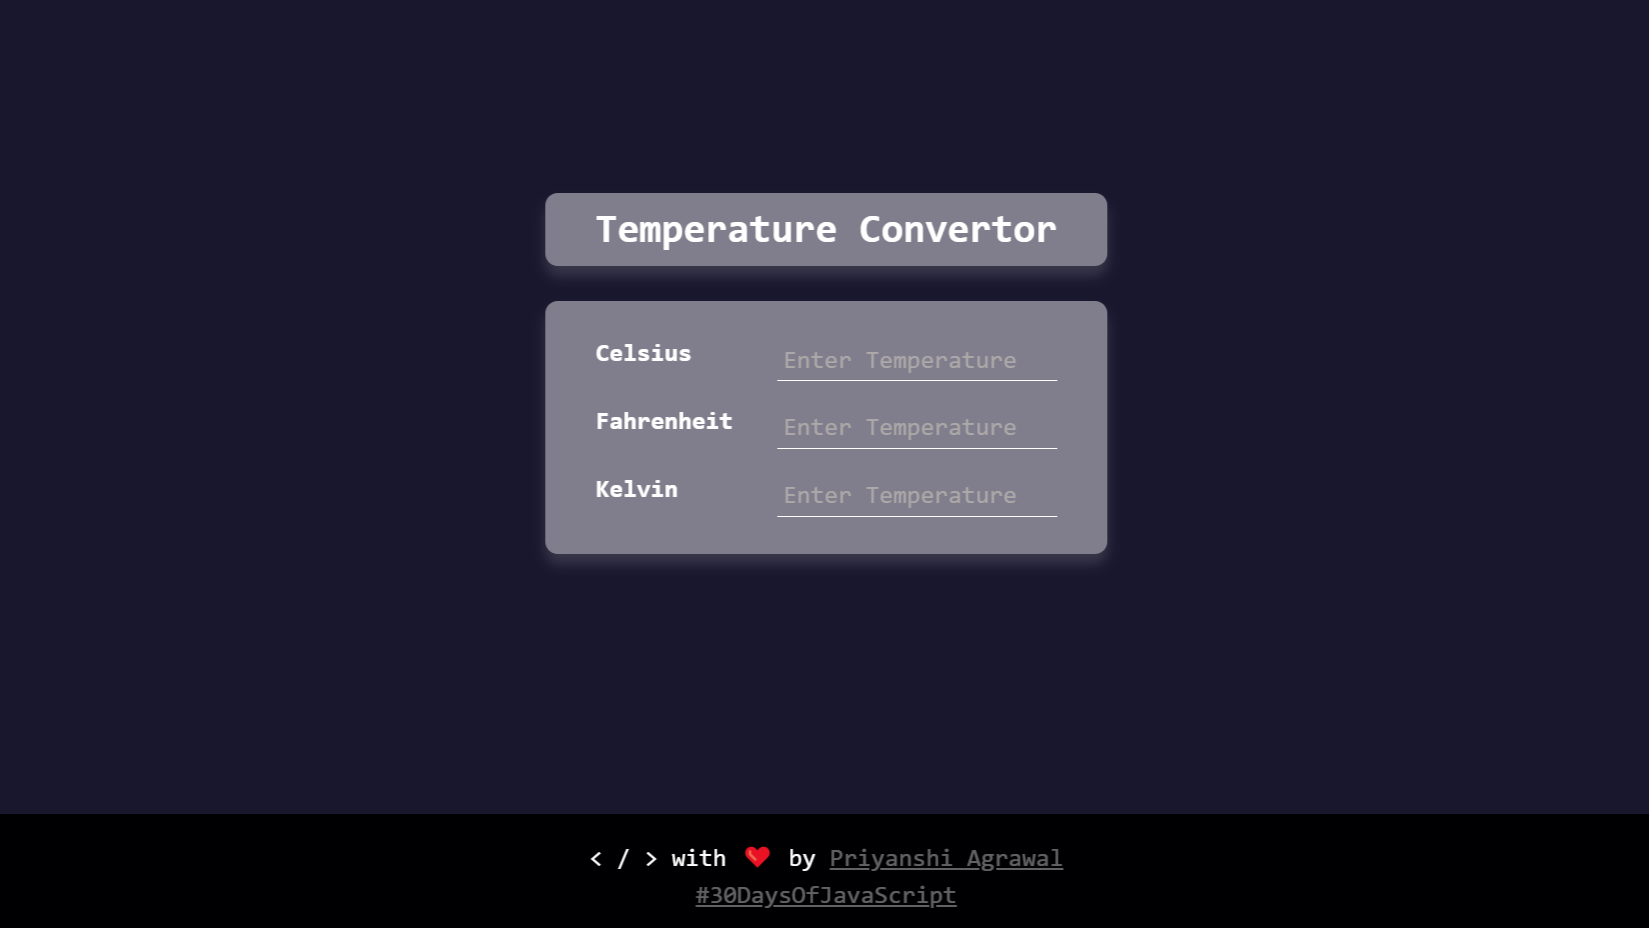 Temperature Convertor
Celsius Enter Temperature
Fahrenheit Enter Temperature
Kelvin Enter Temperature
< / > with ❤ by Priyanshi Agrawal
#30DaysOfJavaScript